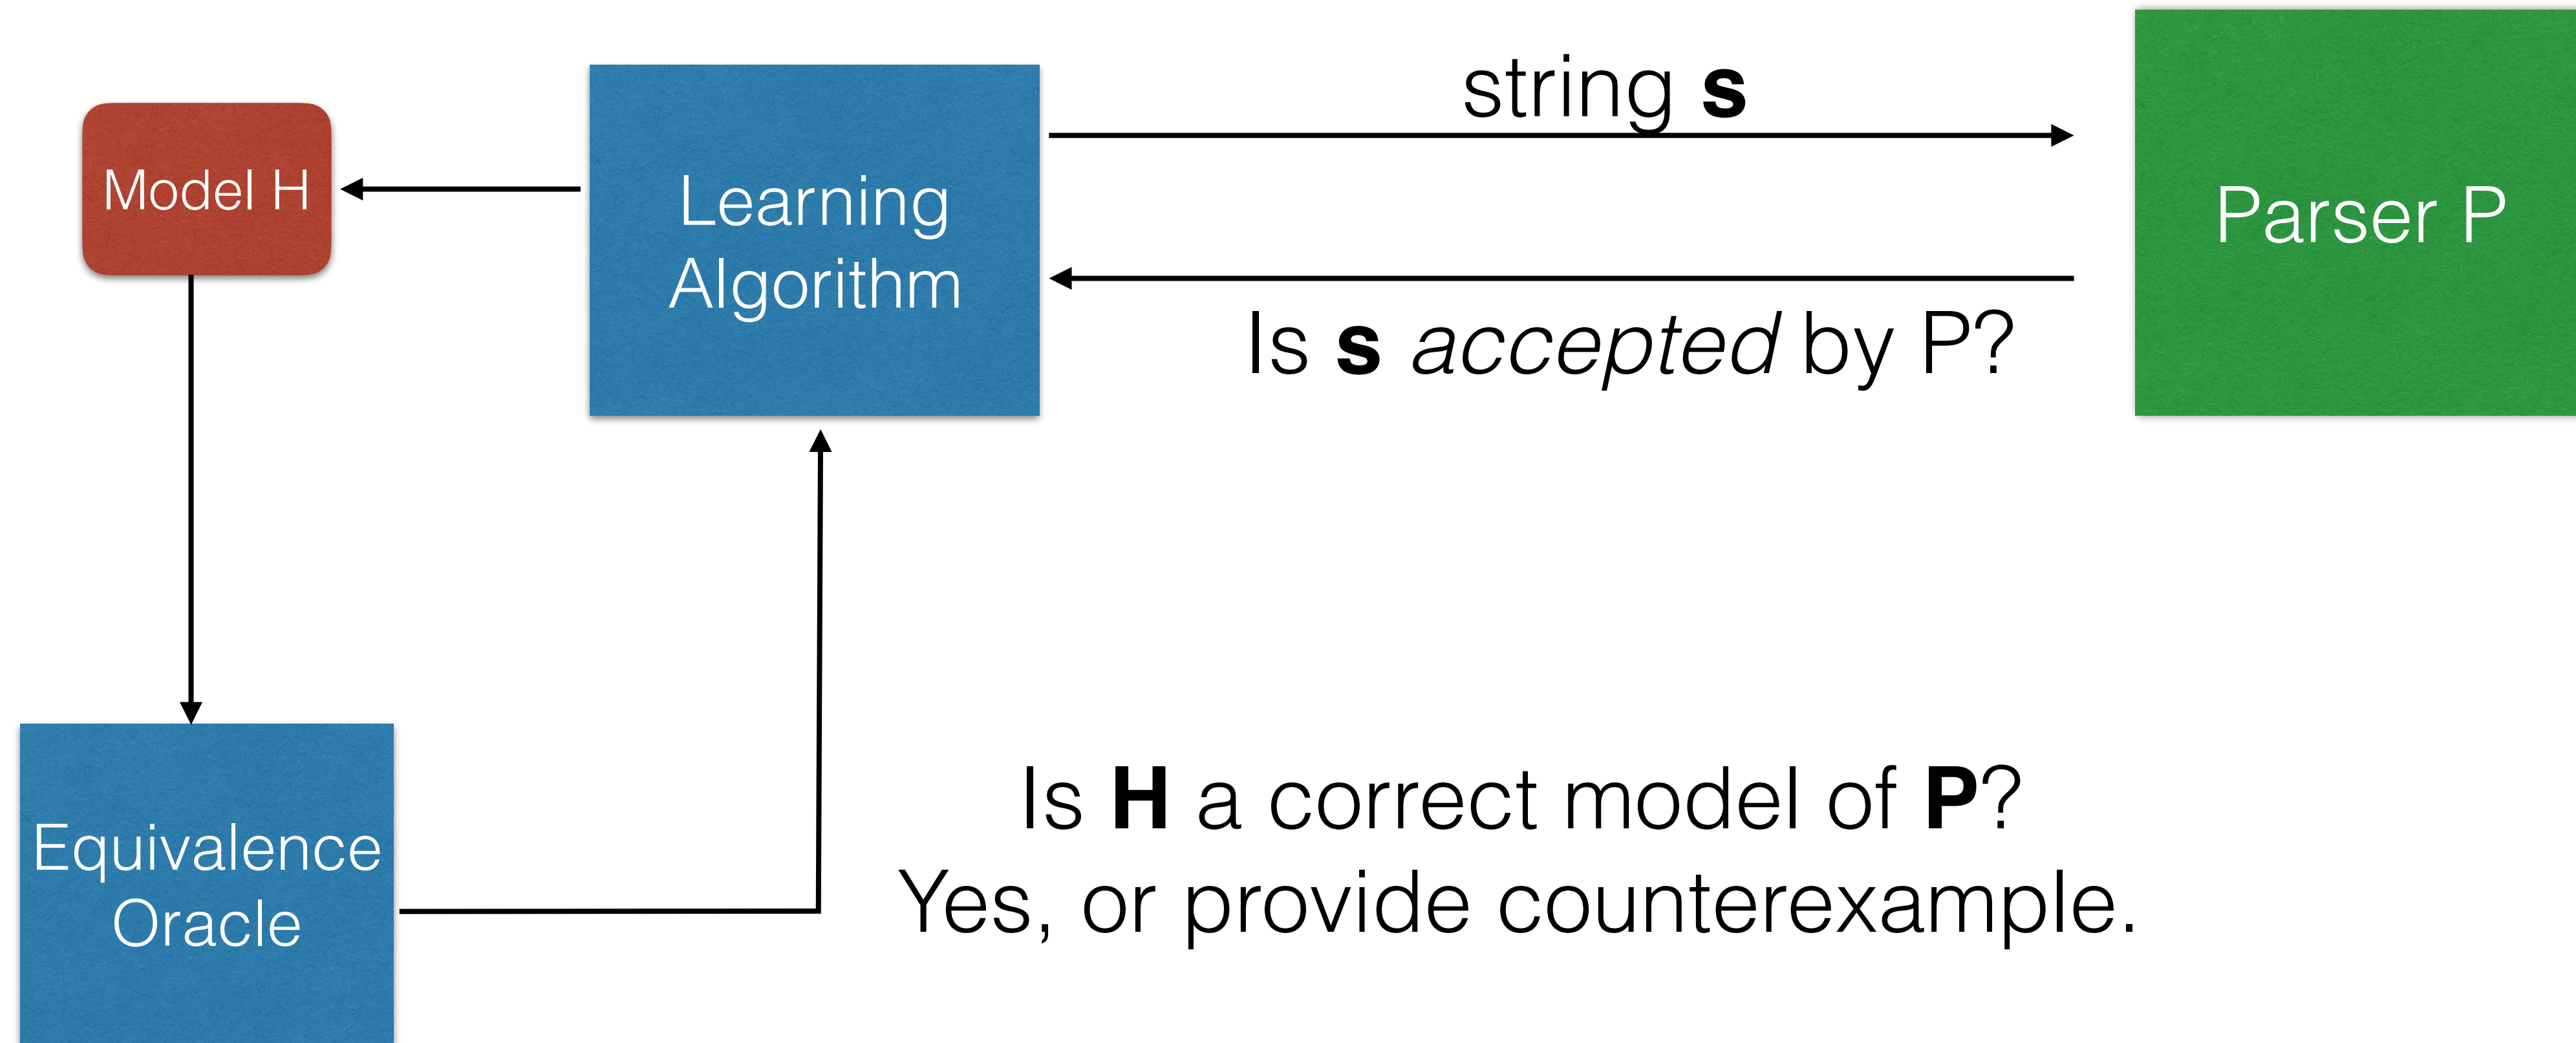 string s
Model H
Learning
Algorithm
Parser P
Is s accepted by P?
Is H a correct model of P?
Yes, or provide counterexample.
Equivalence
Oracle